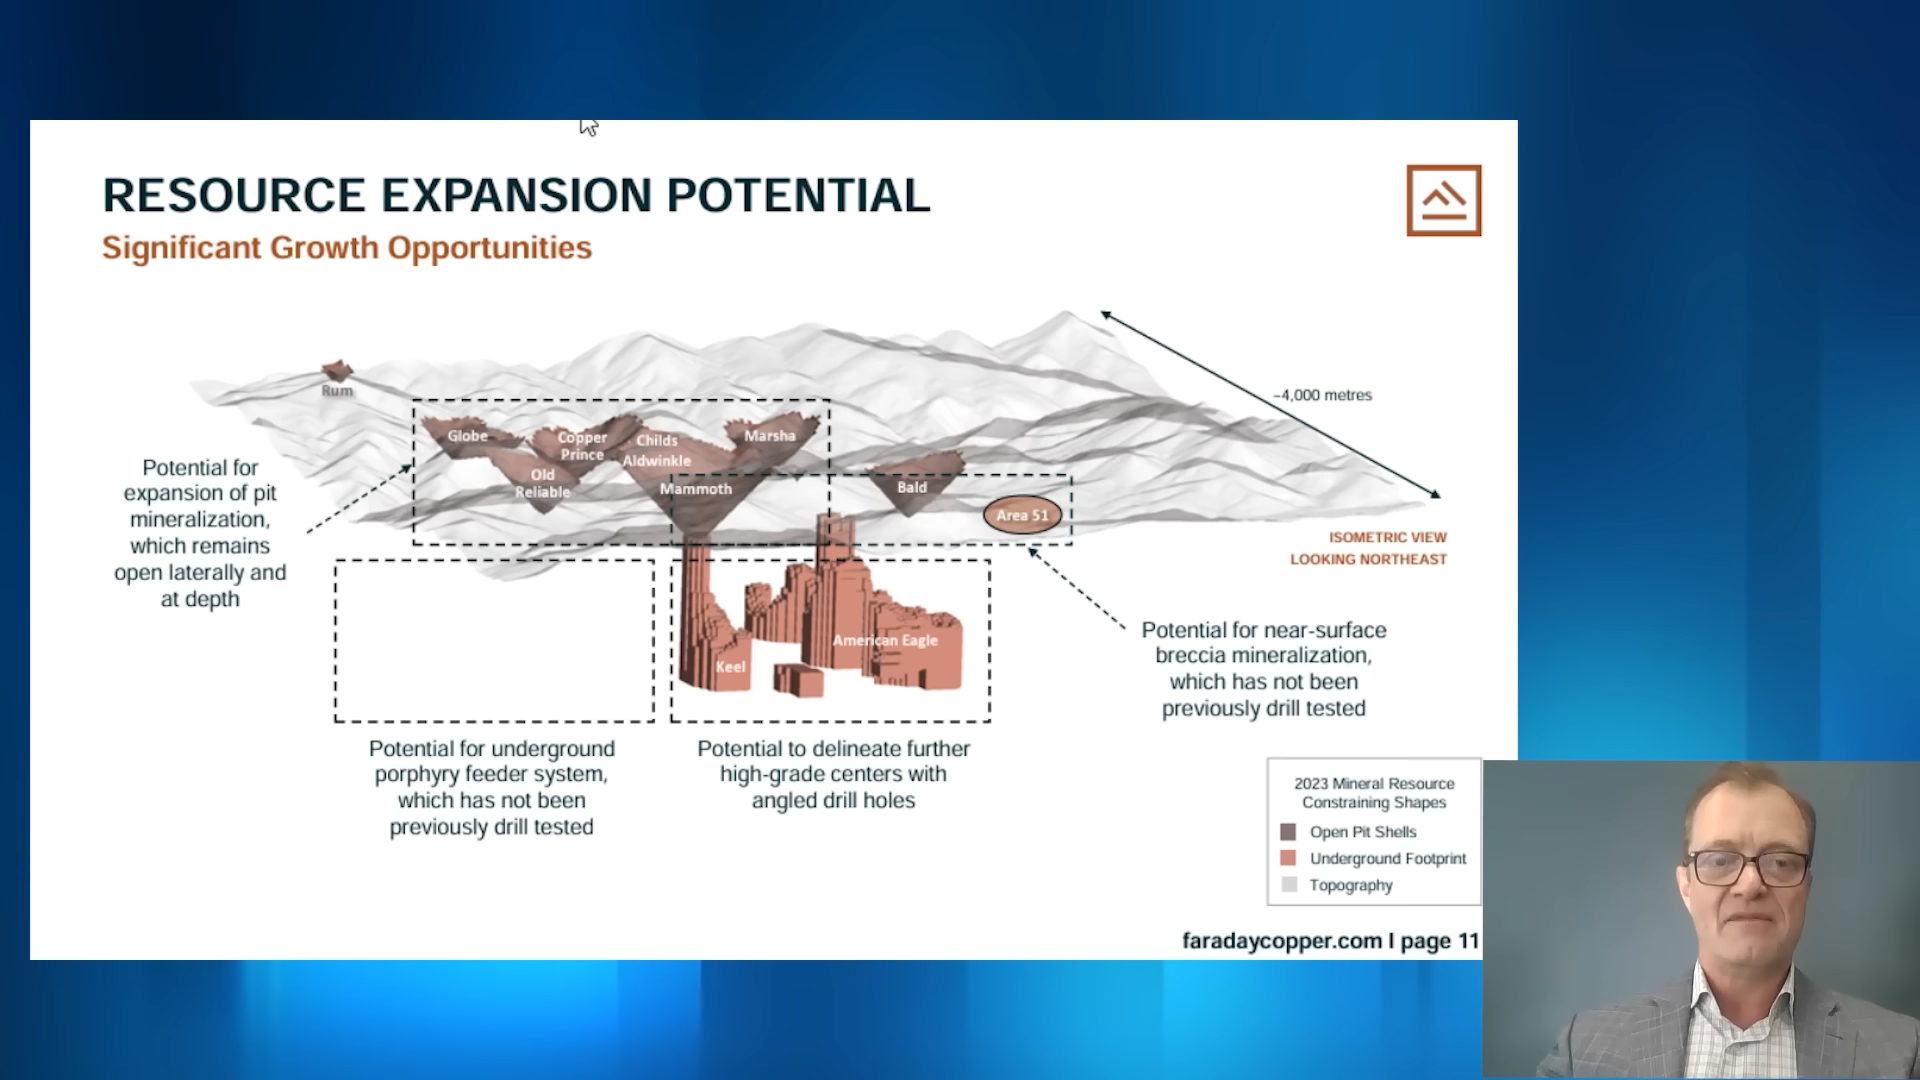 RESOURCE EXPANSION POTENTIAL
Significant Growth Opportunities
~4,000 metres
Rum
Globe
Copper
Prince
Childs
Aldwinkle
Marsha
Old
Reliable
Mammoth
Bald
Area 51
Potential for
expansion of pit
mineralization,
which remains
open laterally and
at depth
ISOMETRIC VIEW
LOOKING NORTHEAST
American Eagle
Keel
Potential for near-surface
breccia mineralization,
which has not been
previously drill tested
Potential for underground
porphyry feeder system,
which has not been
previously drill tested
Potential to delineate further
high-grade centers with
angled drill holes
2023 Mineral Resource
Constraining Shapes
Open Pit Shells
Underground Footprint
Topography
faradaycopper.com I page 11